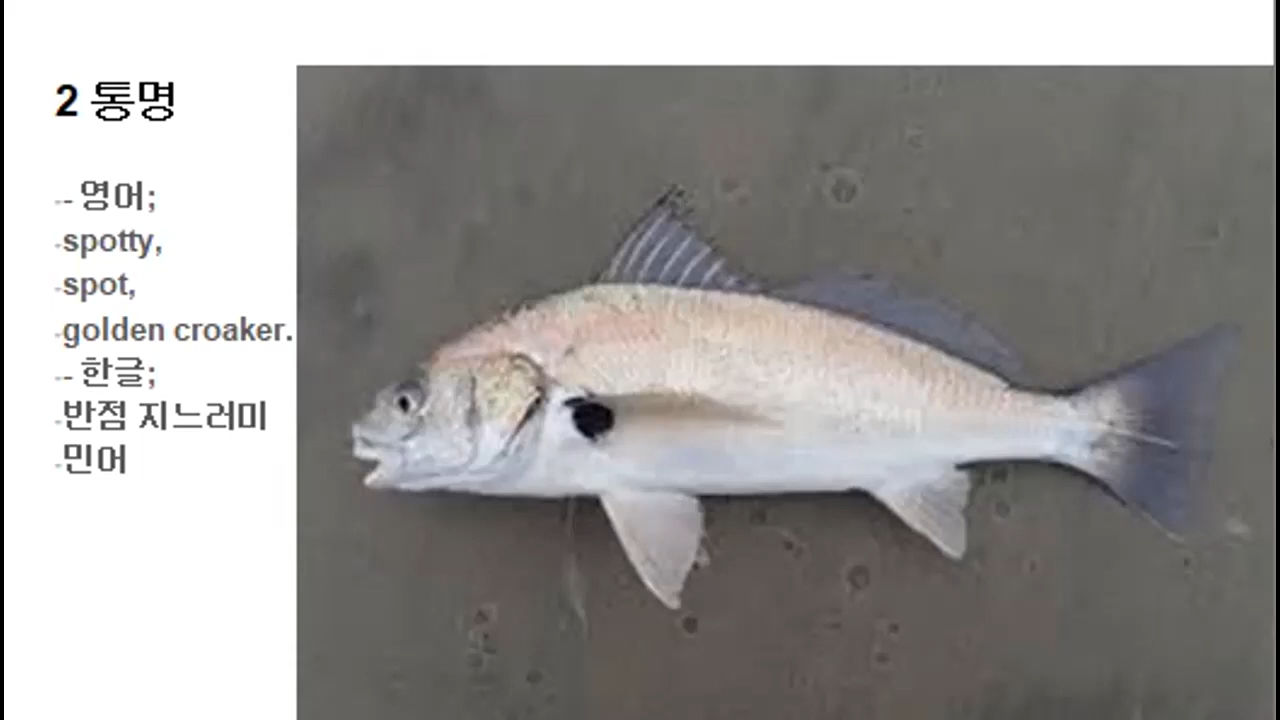 2 통명
-- 영어;
-spotty,
-spot,
-golden croaker.
-- 한글;
-반점 지느러미
-민어